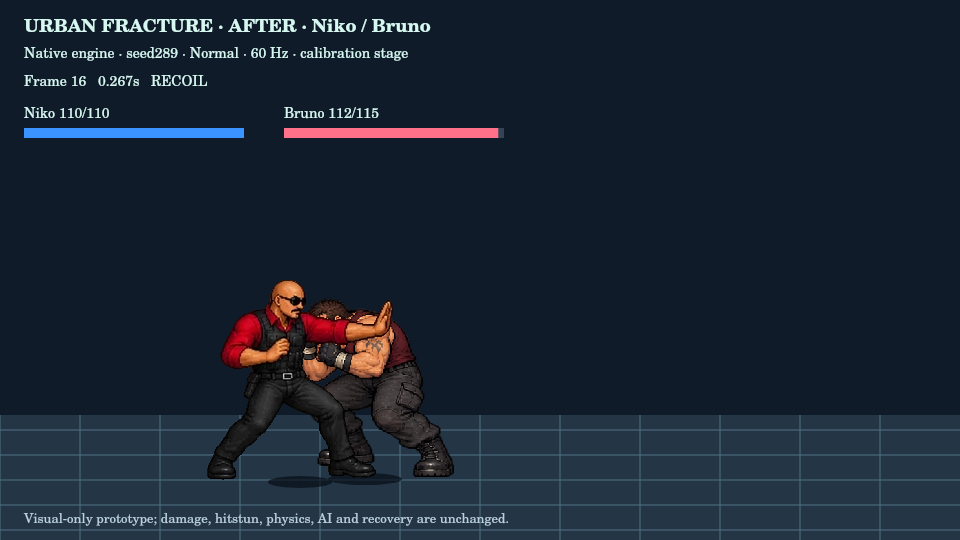 URBAN FRACTURE · AFTER · Niko / Bruno
Native engine · seed289 · Normal · 60 Hz · calibration stage
Frame 16 0.267s RECOIL
Niko 110/110 Bruno 112/115
Visual-only prototype; damage, hitstun, physics, AI and recovery are unchanged.